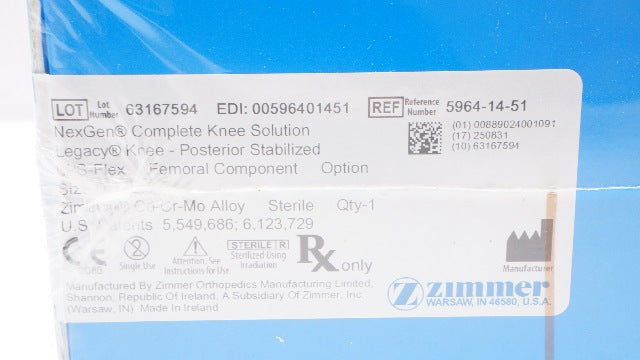 LOT Lot Number 63167594 EDI: 00596401451 REF Reference Number 5964-14-51
NexGen® Complete Knee Solution
Legacy® Knee - Posterior Stabilized
Femoral Component Option
(01) 00889024001091
(17) 250831
(10) 63167594
Co-Cr-Mo Alloy Sterile Qty-1
U.S. Patents 5,549,686; 6,123,729
CE
Single Use
Attention, See Instructions for Use
STERILE R
Sterilized Using Irradiation
Rx only
Manufacturer
Manufactured By Zimmer Orthopedics Manufacturing Limited,
Shannon, Republic Of Ireland, A Subsidiary Of Zimmer, Inc.
(Warsaw, IN) Made In Ireland
Z zimmer
WARSAW, IN 46580, U.S.A.